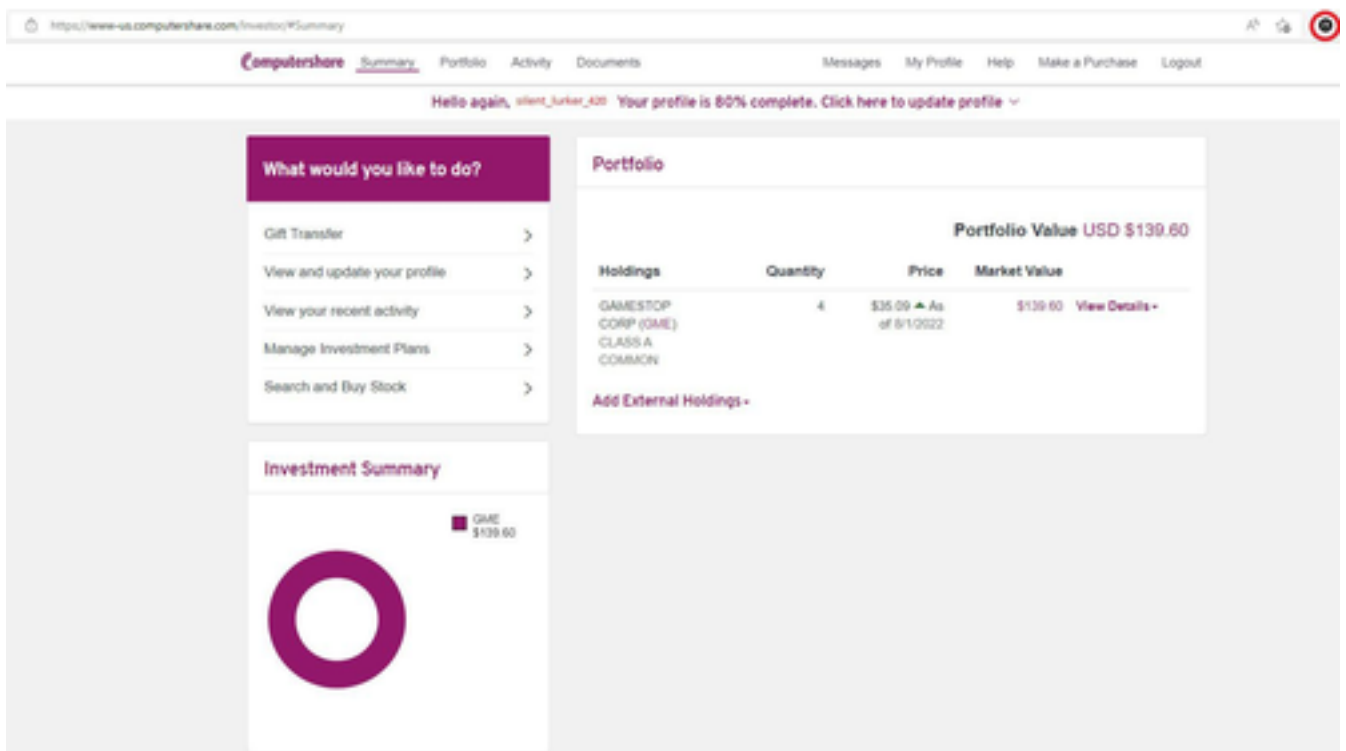 https://www-us.computershare.com/Investor/#Summary
Computershare Summary Portfolio Activity Documents Messages My Profile Help Make a Purchase Logout
Hello again, silent_lurker_420 Your profile is 80% complete. Click here to update profile
What would you like to do?
Gift Transfer
View and update your profile
View your recent activity
Manage Investment Plans
Search and Buy Stock
Portfolio
Portfolio Value USD $139.60
Holdings Quantity Price Market Value
GAMESTOP 4 $35.09 As $139.60 View Details
CORP (GME) of 8/1/2022
CLASS A
COMMON
Add External Holdings
Investment Summary
GME
$139.60